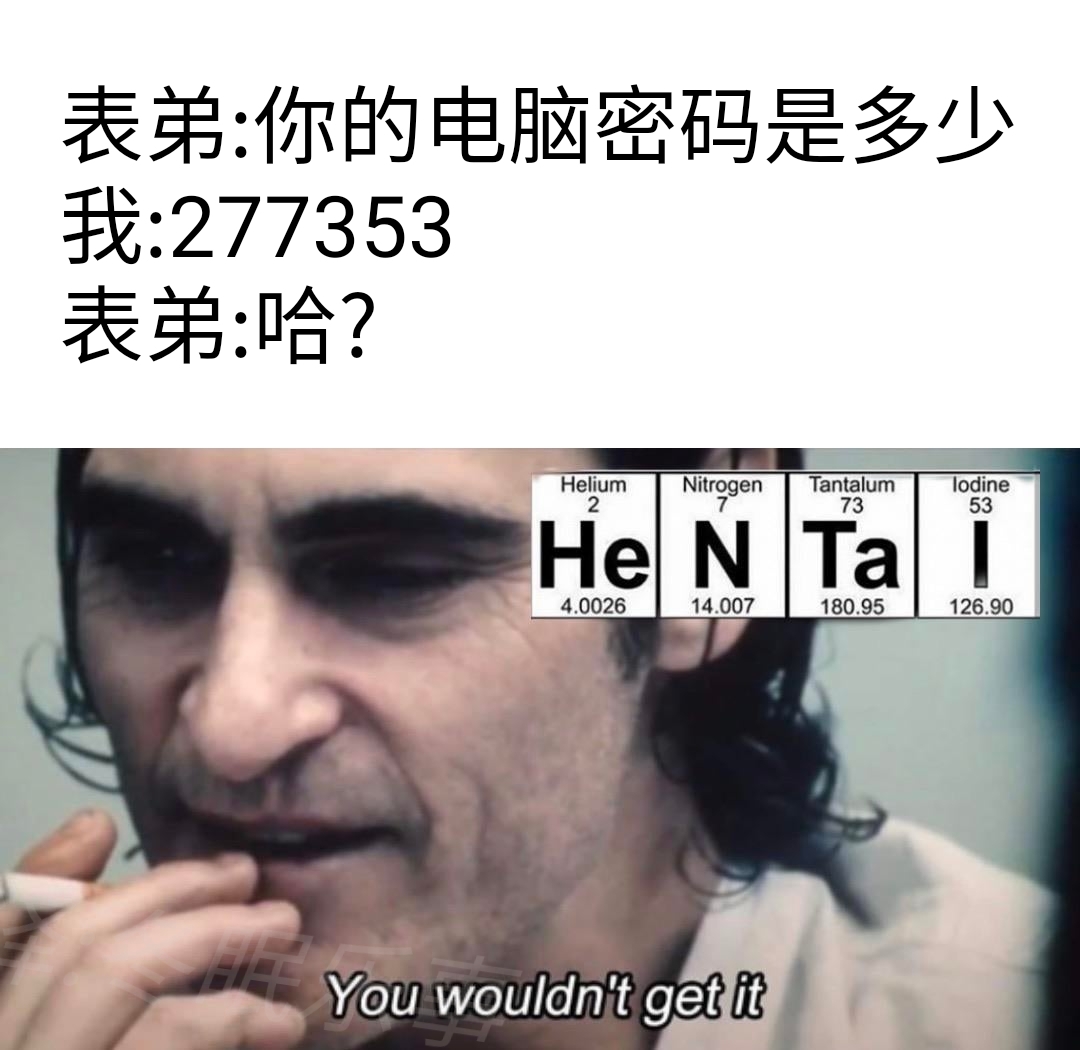 表弟:你的电脑密码是多少
我:277353
表弟:哈?
Helium Nitrogen Tantalum Iodine
2 7 73 53
He N Ta I
4.0026 14.007 180.95 126.90
You wouldn't get it